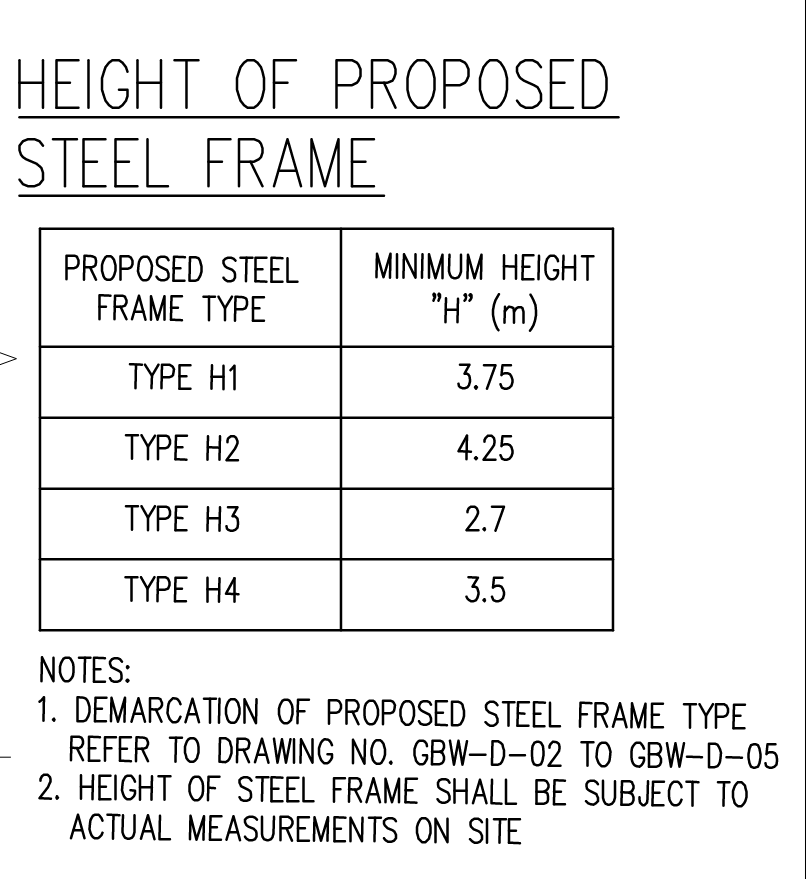 HEIGHT OF PROPOSED
STEEL FRAME
PROPOSED STEEL
FRAME TYPE
MINIMUM HEIGHT
"H" (m)
TYPE H1
3.75
TYPE H2
4.25
TYPE H3
2.7
TYPE H4
3.5
NOTES:
1. DEMARCATION OF PROPOSED STEEL FRAME TYPE
REFER TO DRAWING NO. GBW-D-02 TO GBW-D-05
2. HEIGHT OF STEEL FRAME SHALL BE SUBJECT TO
ACTUAL MEASUREMENTS ON SITE